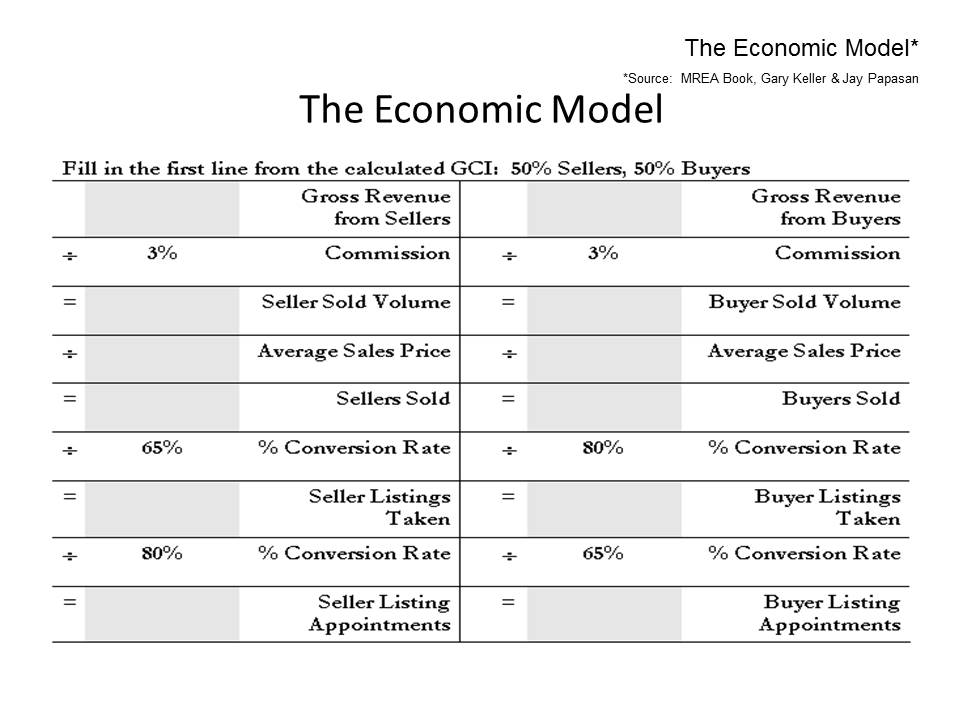 The Economic Model*
*Source:  MREA Book, Gary Keller & Jay Papasan
The Economic Model
Fill in the first line from the calculated GCI:  50% Sellers, 50% Buyers
Gross Revenue
from Sellers
Gross Revenue
from Buyers
÷ 3% Commission ÷ 3% Commission
= Seller Sold Volume = Buyer Sold Volume
÷ Average Sales Price ÷ Average Sales Price
= Sellers Sold = Buyers Sold
÷ 65% % Conversion Rate ÷ 80% % Conversion Rate
= Seller Listings
Taken
= Buyer Listings
Taken
÷ 80% % Conversion Rate ÷ 65% % Conversion Rate
= Seller Listing
Appointments
= Buyer Listing
Appointments